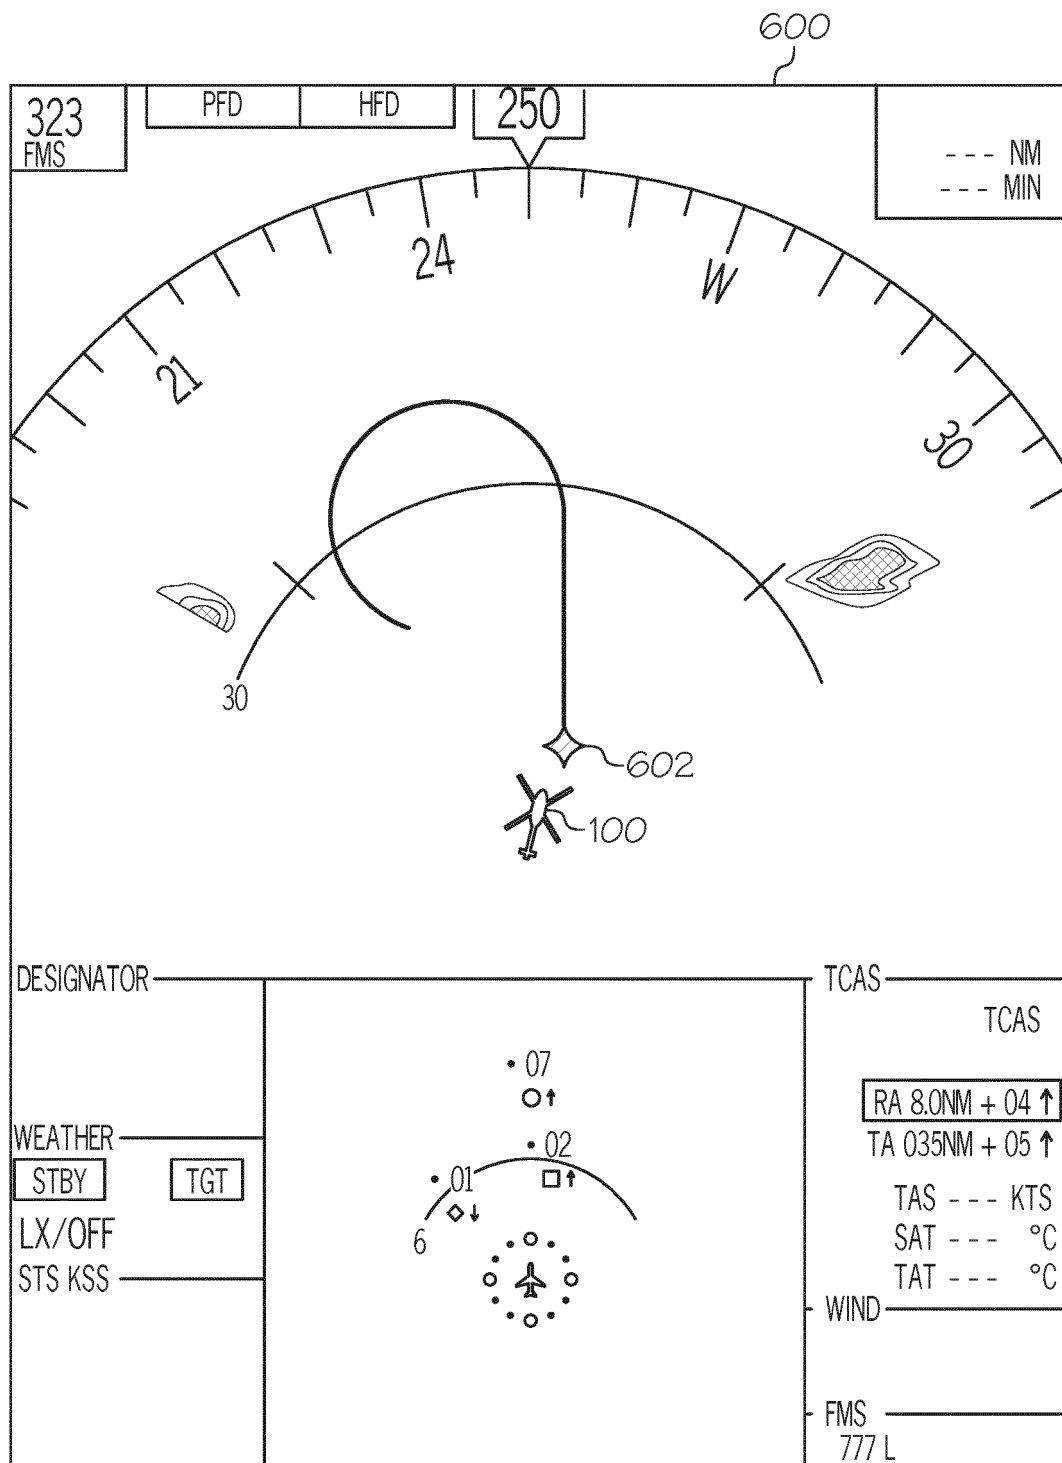 600
323
FMS
PFD
HFD
250
--- NM
--- MIN
24
W
21
30
30
602
100
DESIGNATOR
TCAS
TCAS
07
RA 8.0NM + 04 ↑
WEATHER
02
TA 035NM + 05 ↑
STBY
TGT
01
TAS --- KTS
LX/OFF
6
SAT --- °C
STS KSS
TAT --- °C
WIND
FMS
777 L